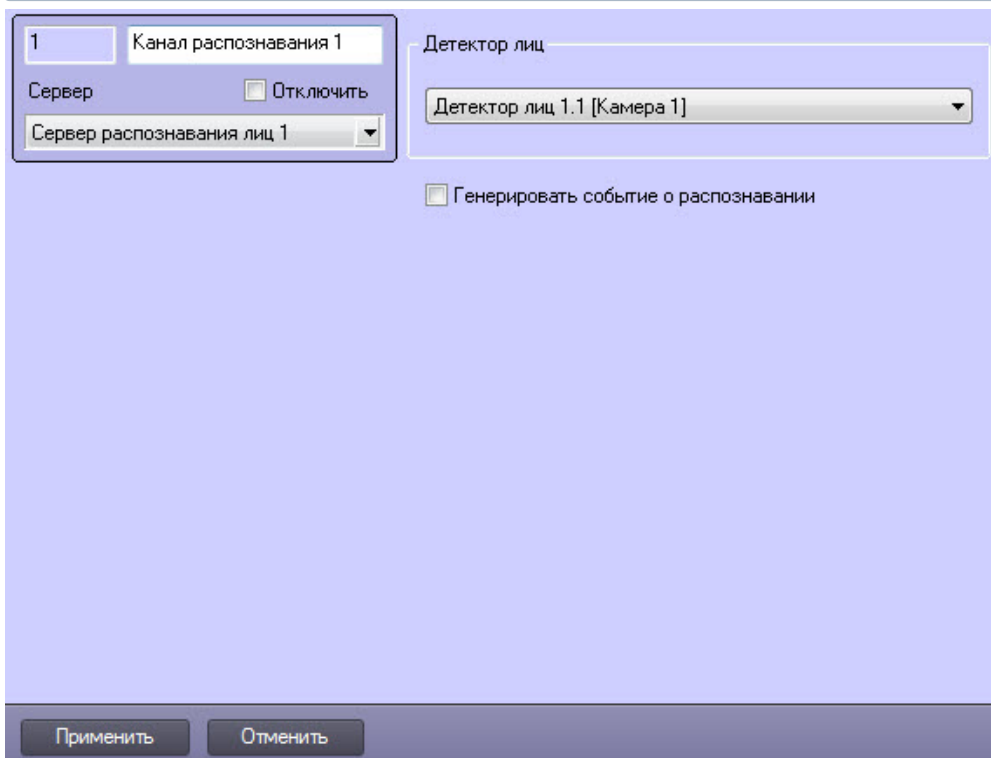 1
Канал распознавания 1
Сервер
Отключить
Сервер распознавания лиц 1
Детектор лиц
Детектор лиц 1.1 [Камера 1]
Генерировать событие о распознавании
Применить
Отменить